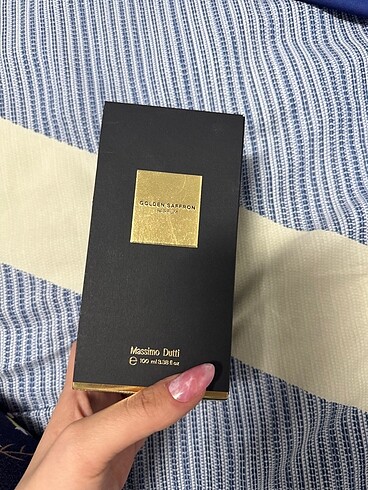 GOLDEN SAFFRON
Massimo Dutti
℮ 100 ml 3.38 fl oz